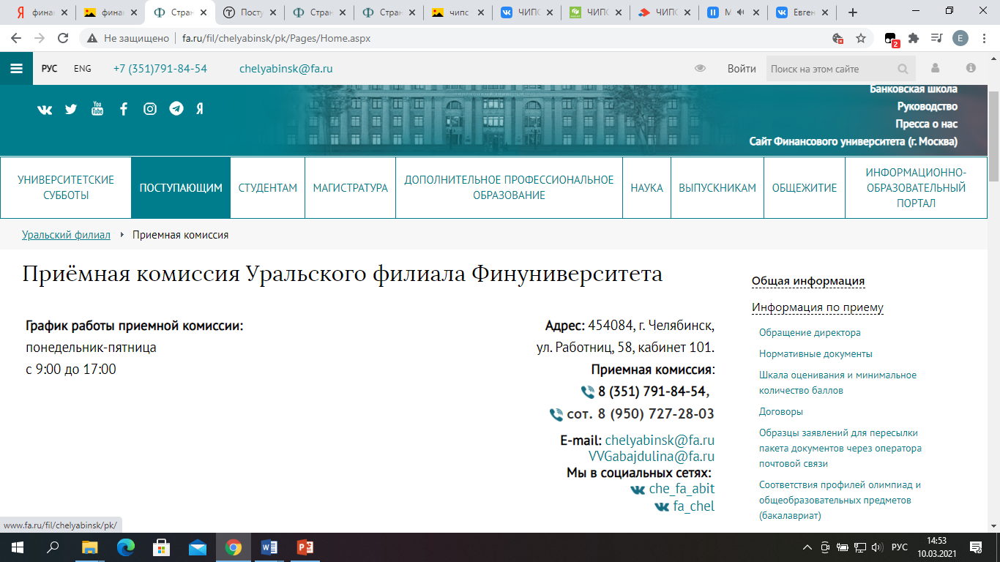 финан
финан
Стран
Посту
Стран
Стран
чипс
ЧИПС
ЧИПС
ЧИПС
М
Евген
Не защищено
fa.ru/fil/chelyabinsk/pk/Pages/Home.aspx
2
E
РУС
ENG
+7 (351)791-84-54
chelyabinsk@fa.ru
Войти
Поиск на этом сайте
Банковская школа
Руководство
Пресса о нас
Сайт Финансового университета (г. Москва)
УНИВЕРСИТЕТСКИЕ
СУББОТЫ
ПОСТУПАЮЩИМ
СТУДЕНТАМ
МАГИСТРАТУРА
ДОПОЛНИТЕЛЬНОЕ ПРОФЕССИОНАЛЬНОЕ
ОБРАЗОВАНИЕ
НАУКА
ВЫПУСКНИКАМ
ОБЩЕЖИТИЕ
ИНФОРМАЦИОННО-
ОБРАЗОВАТЕЛЬНЫЙ
ПОРТАЛ
Уральский филиал
Приемная комиссия
Приёмная комиссия Уральского филиала Финуниверситета
График работы приемной комиссии:
понедельник-пятница
с 9:00 до 17:00
Адрес: 454084, г. Челябинск,
ул. Работниц, 58, кабинет 101.
Приемная комиссия:
8 (351) 791-84-54,
сот. 8 (950) 727-28-03
E-mail: chelyabinsk@fa.ru
VVGabajdulina@fa.ru
Мы в социальных сетях:
che_fa_abit
fa_chel
Общая информация
Информация по приему
Обращение директора
Нормативные документы
Шкала оценивания и минимальное
количество баллов
Договоры
Образцы заявлений для пересылки
пакета документов через оператора
почтовой связи
Соответствия профилей олимпиад и
общеобразовательных предметов
(бакалавриат)
www.fa.ru/fil/chelyabinsk/pk/
РУС
14:53
10.03.2021